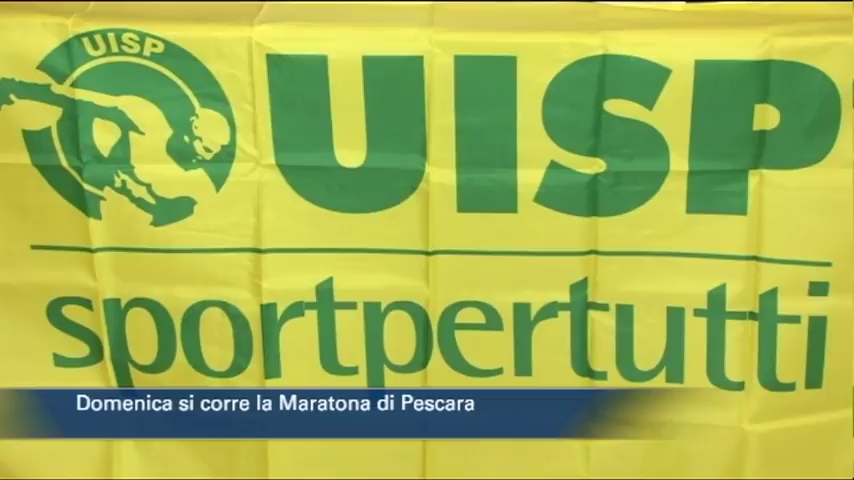 UISP
UISP
sportpertutti
Domenica si corre la Maratona di Pescara